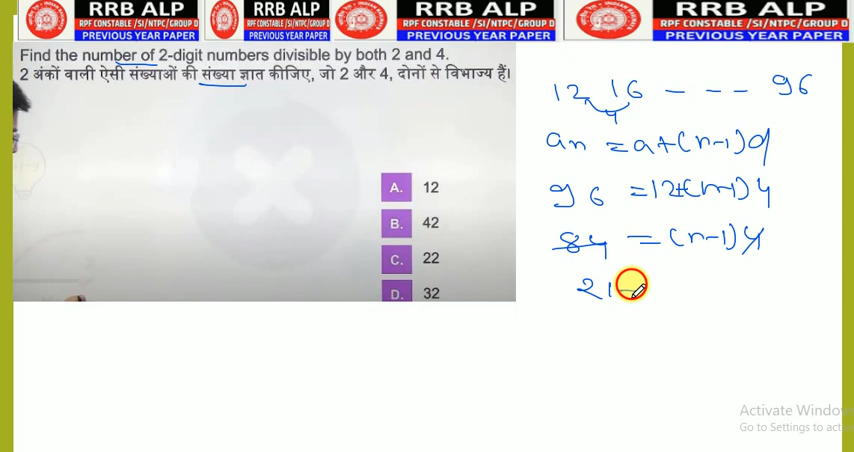 RRB ALP RRB ALP RRB ALP RRB ALP
RPF CONSTABLE /SI/NTPC/GROUP D RPF CONSTABLE /SI/NTPC/GROUP D RPF CONSTABLE /SI/NTPC/GROUP D RPF CONSTABLE /SI/NTPC/GROUP D
PREVIOUS YEAR PAPER PREVIOUS YEAR PAPER PREVIOUS YEAR PAPER PREVIOUS YEAR PAPER
Find the number of 2-digit numbers divisible by both 2 and 4.
2 अंकों वाली ऐसी संख्याओं की संख्या ज्ञात कीजिए, जो 2 और 4, दोनों से विभाज्य हैं।
A. 12
B. 42
C. 22
D. 32
12 16 - - - 96
4
an = a+(n-1)d
96 = 12+(n-1)4
84 = (n-1)4
21 =
Activate Window
Go to Settings to acti